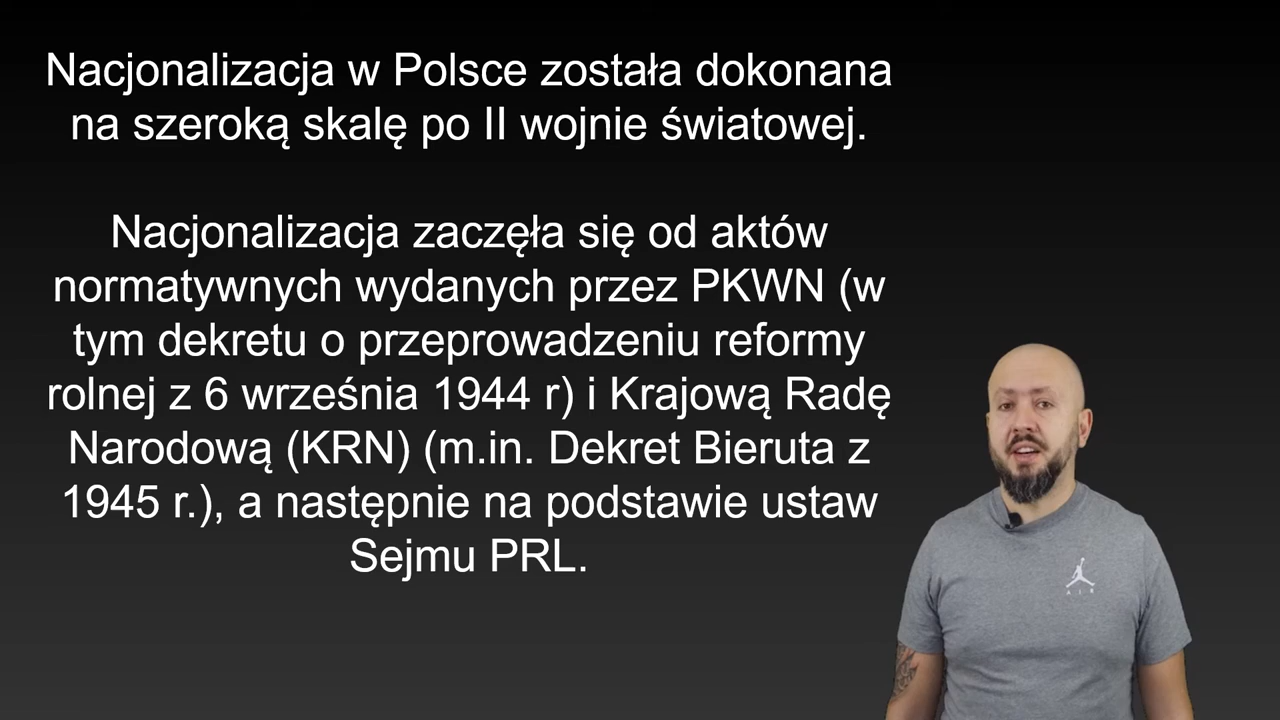 Nacjonalizacja w Polsce została dokonana
na szeroką skalę po II wojnie światowej.
Nacjonalizacja zaczęła się od aktów
normatywnych wydanych przez PKWN (w
tym dekretu o przeprowadzeniu reformy
rolnej z 6 września 1944 r) i Krajową Radę
Narodową (KRN) (m.in. Dekret Bieruta z
1945 r.), a następnie na podstawie ustaw
Sejmu PRL.
AIR